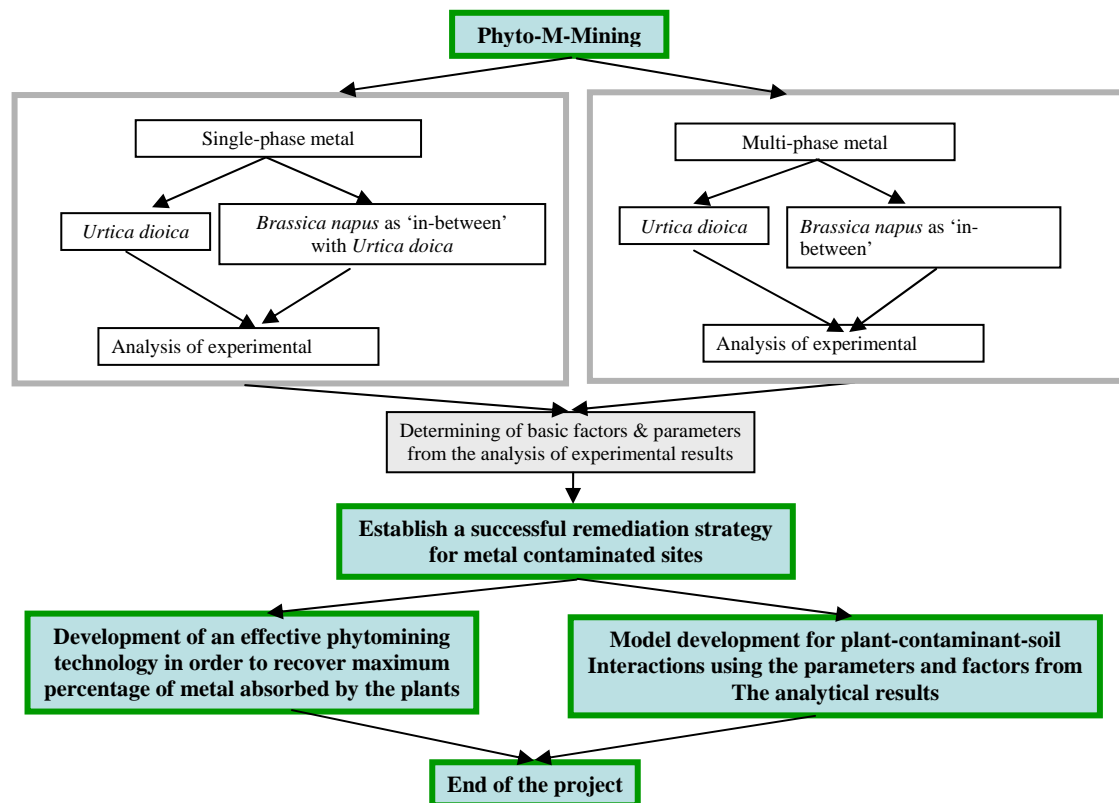 Phyto-M-Mining
Single-phase metal
Urtica dioica
Brassica napus as ‘in-between’
with Urtica doica
Analysis of experimental
Multi-phase metal
Urtica dioica
Brassica napus as ‘in-
between’
Analysis of experimental
Determining of basic factors & parameters
from the analysis of experimental results
Establish a successful remediation strategy
for metal contaminated sites
Development of an effective phytomining
technology in order to recover maximum
percentage of metal absorbed by the plants
Model development for plant-contaminant-soil
Interactions using the parameters and factors from
The analytical results
End of the project